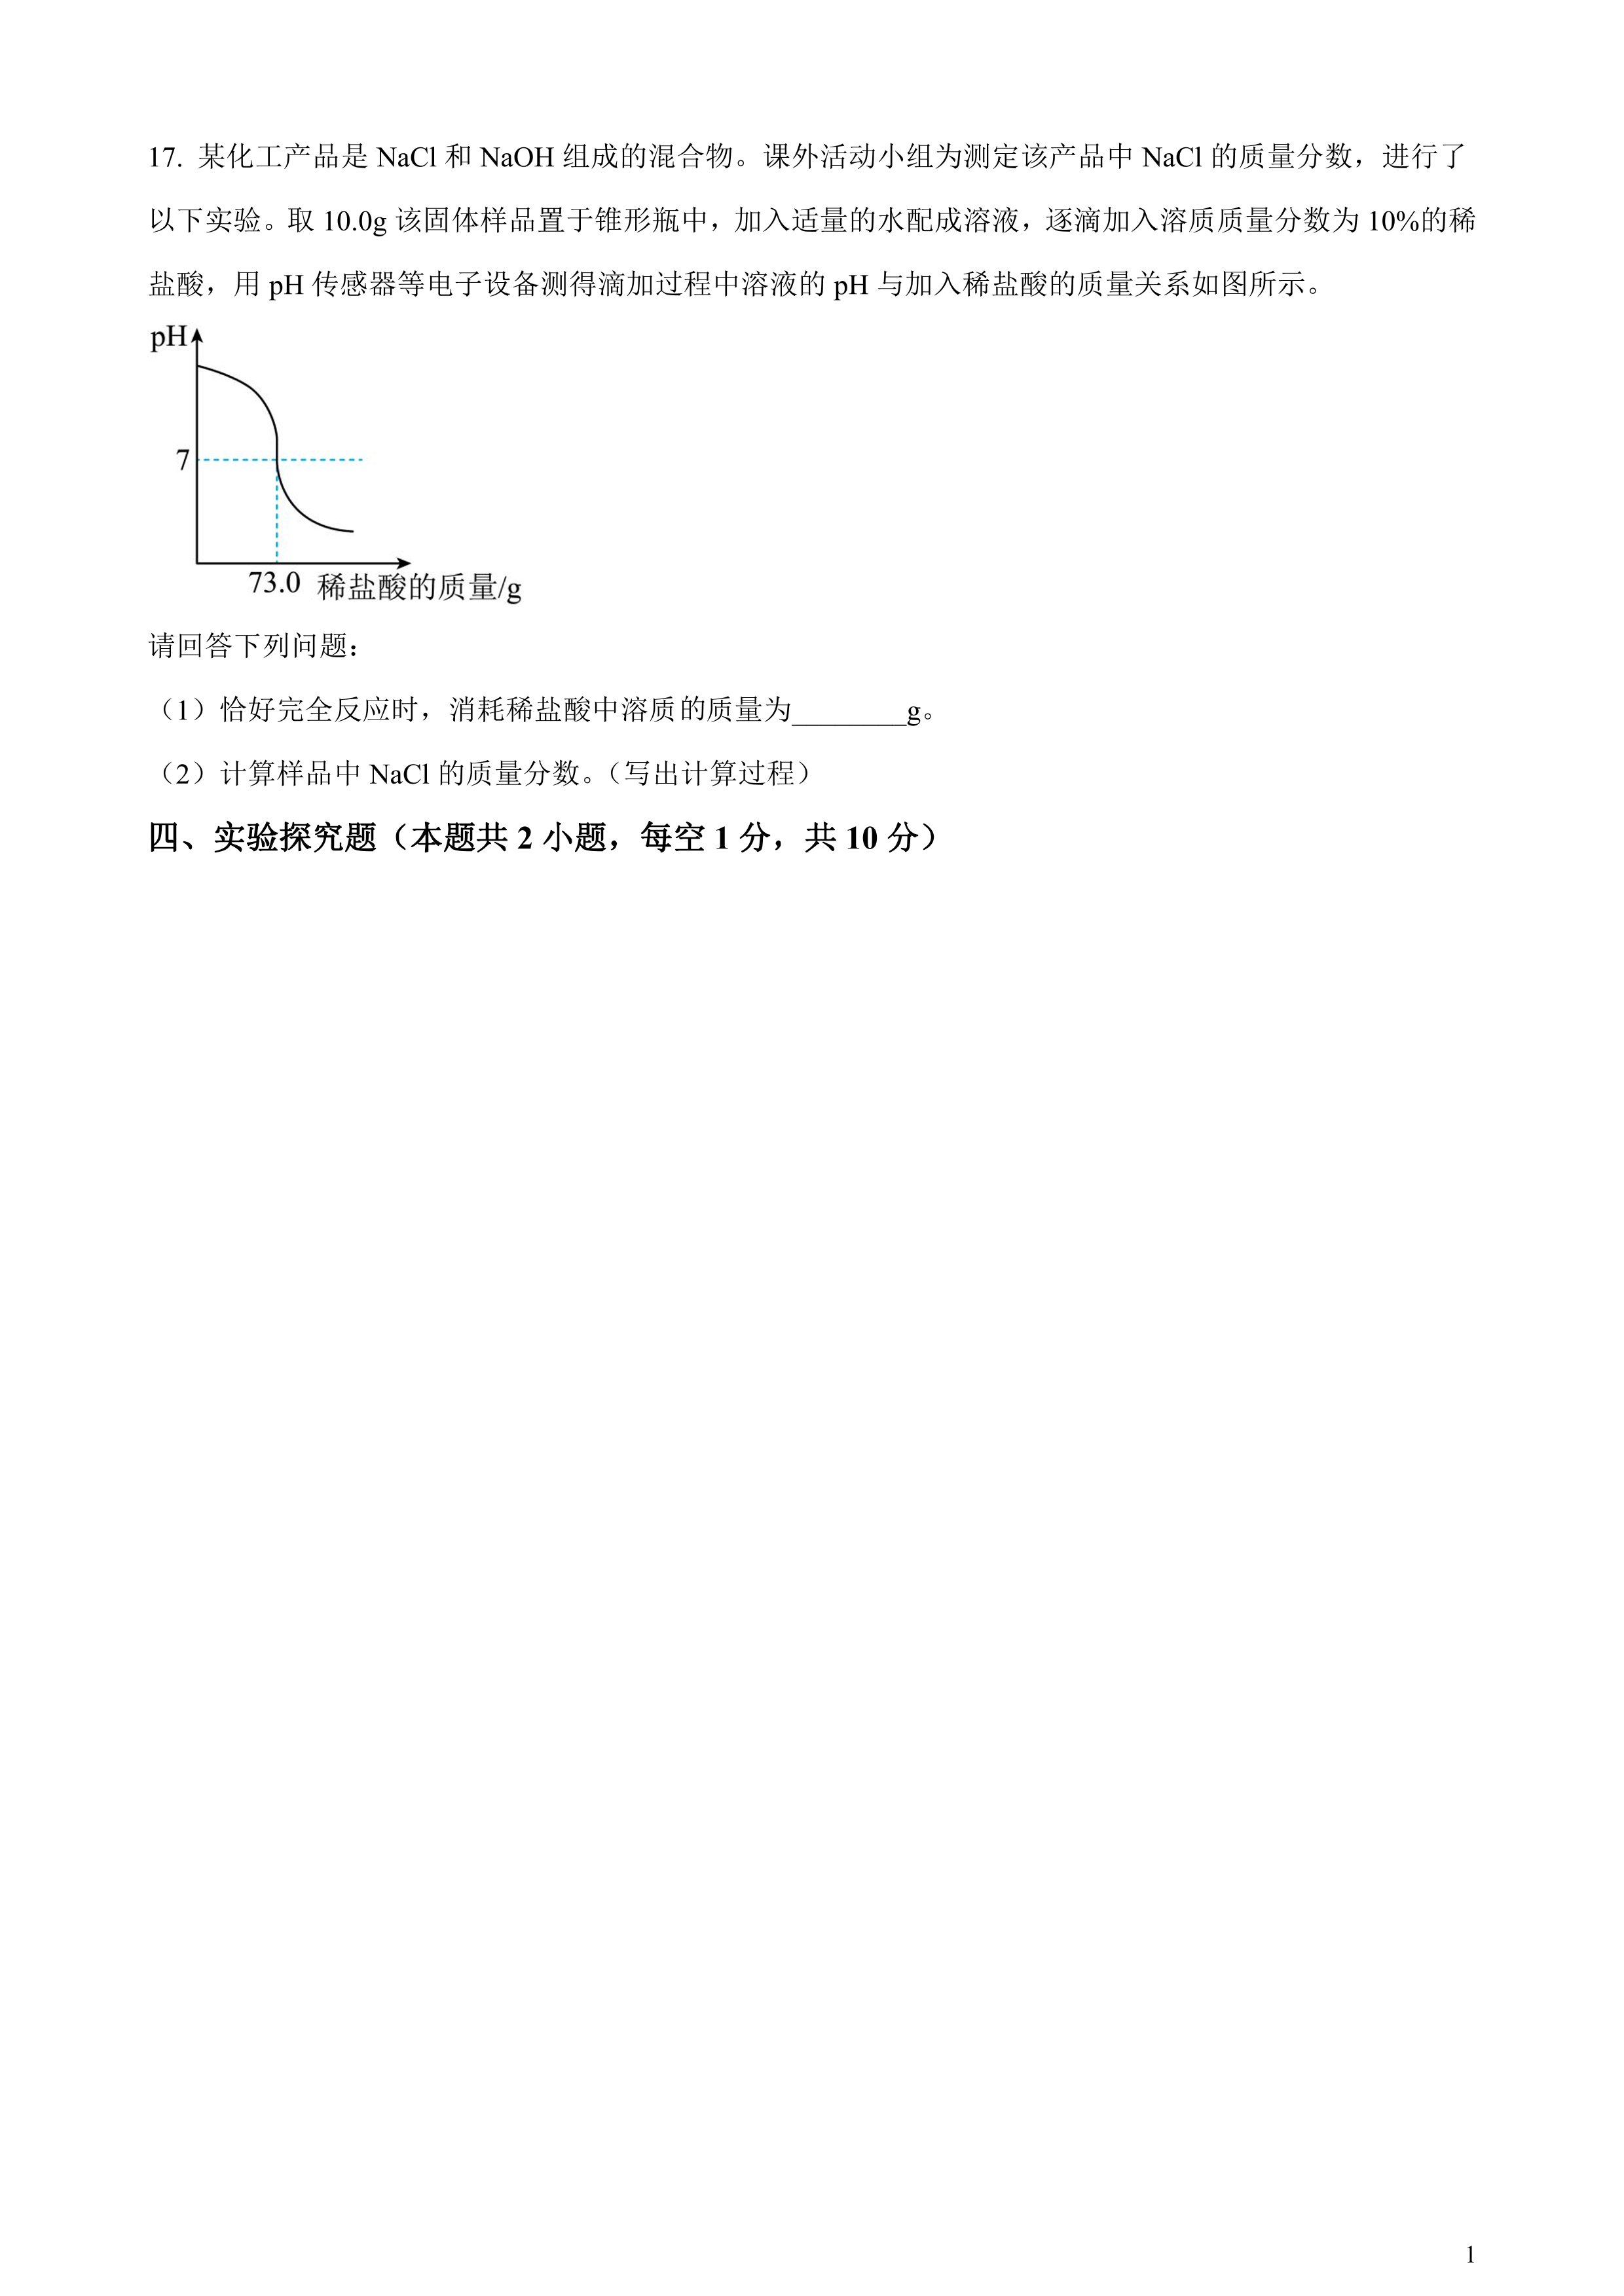 17. 某化工产品是 NaCl 和 NaOH 组成的混合物。课外活动小组为测定该产品中 NaCl 的质量分数，进行了
以下实验。取 10.0g 该固体样品置于锥形瓶中，加入适量的水配成溶液，逐滴加入溶质质量分数为 10%的稀
盐酸，用 pH 传感器等电子设备测得滴加过程中溶液的 pH 与加入稀盐酸的质量关系如图所示。
pH
7
73.0 稀盐酸的质量/g
请回答下列问题：
（1）恰好完全反应时，消耗稀盐酸中溶质的质量为________g。
（2）计算样品中 NaCl 的质量分数。（写出计算过程）
四、实验探究题（本题共 2 小题，每空 1 分，共 10 分）
1